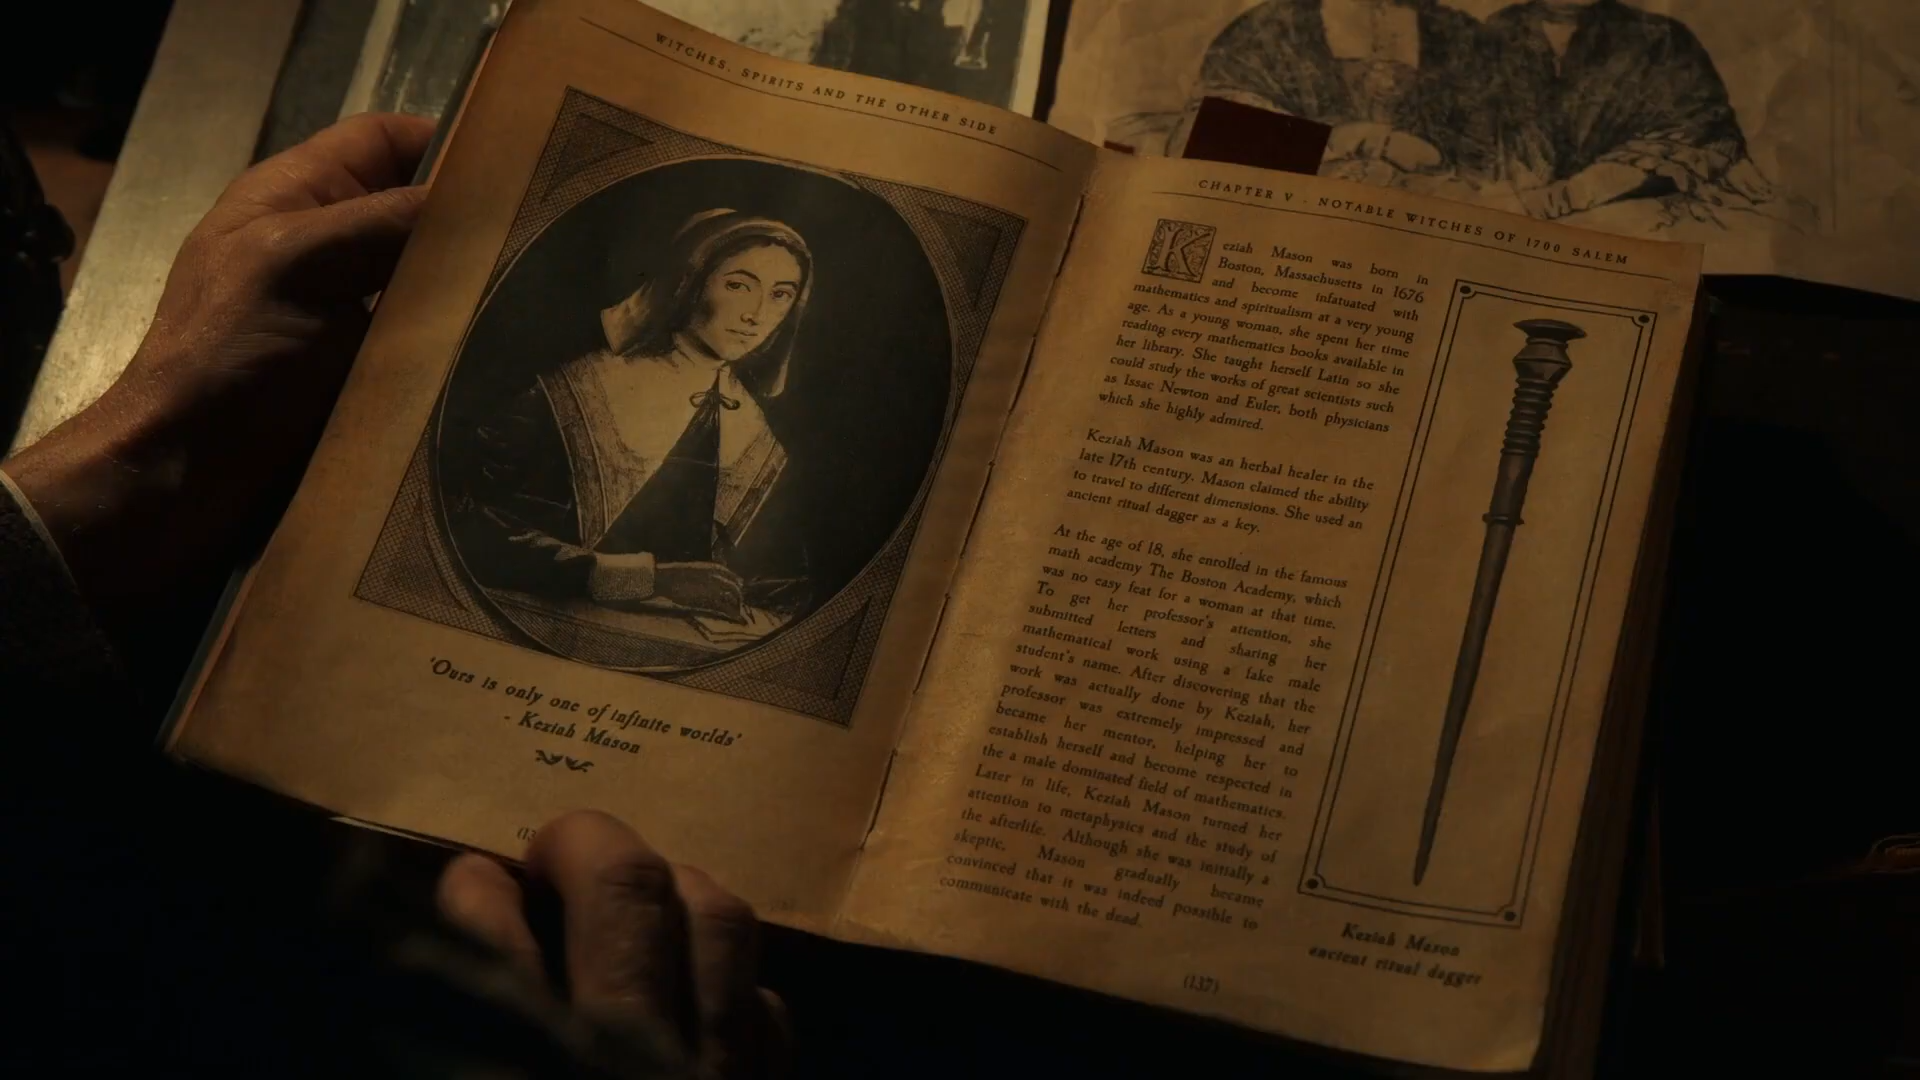 WITCHES, SPIRITS AND THE OTHER SIDE
'Ours is only one of infinite worlds'
- Keziah Mason
CHAPTER V · NOTABLE WITCHES OF 1700 SALEM
Keziah Mason was born in
Boston, Massachusetts in 1676
and become infatuated with
mathematics and spiritualism at a very young
age. As a young woman, she spent her time
reading every mathematics books available in
her library. She taught herself Latin so she
could study the works of great scientists such
as Issac Newton and Euler, both physicians
which she highly admired.
Keziah Mason was an herbal healer in the
late 17th century. Mason claimed the ability
to travel to different dimensions. She used an
ancient ritual dagger as a key.
At the age of 18, she enrolled in the famous
math academy The Boston Academy, which
was no easy feat for a woman at that time.
To get her professor's attention, she
submitted letters and sharing her
mathematical work using a fake male
student's name. After discovering that the
work was actually done by Keziah, her
professor was extremely impressed and
became her mentor, helping her to
establish herself and become respected in
the a male dominated field of mathematics.
Later in life, Keziah Mason turned her
attention to metaphysics and the study of
the afterlife. Although she was initially a
skeptic, Mason gradually became
convinced that it was indeed possible to
communicate with the dead.
Keziah Mason
ancient ritual dagger
(137)